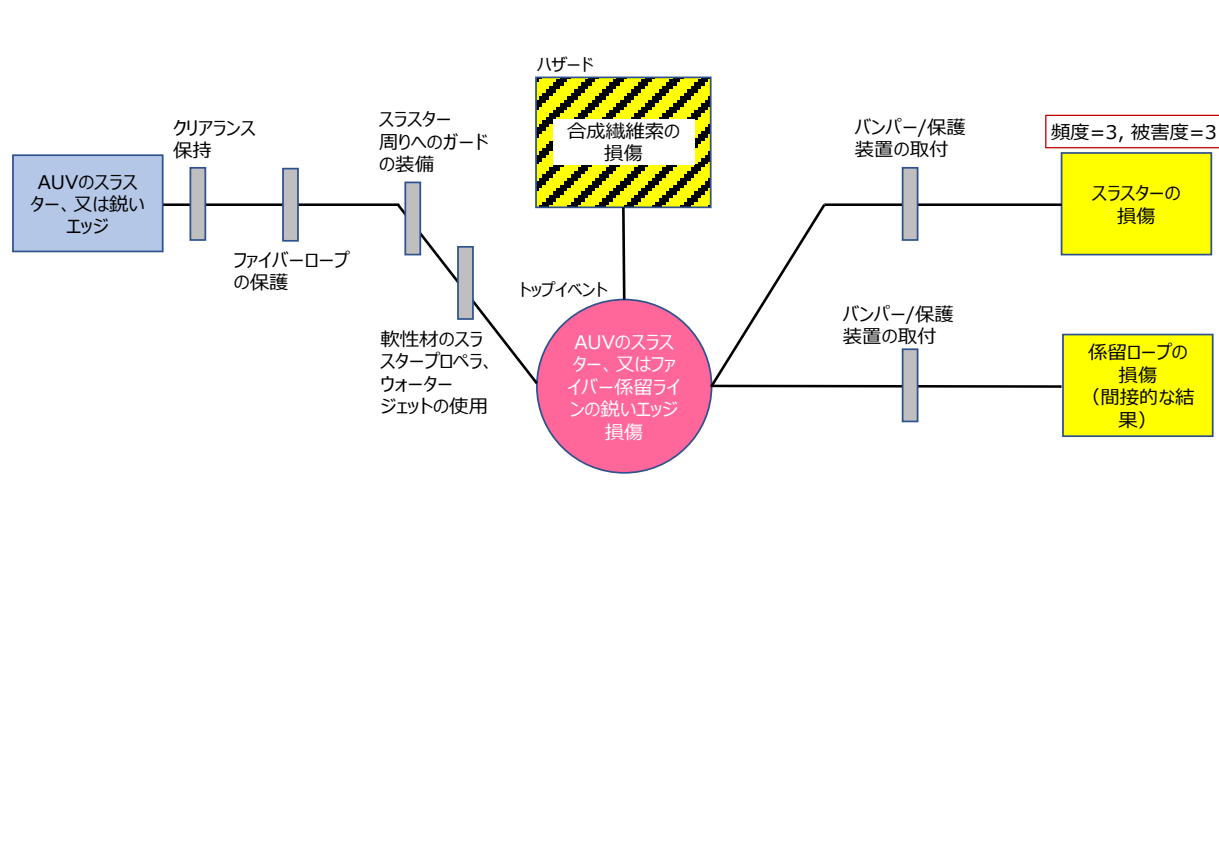 AUVのスラス
ター、又は鋭い
エッジ
クリアランス
保持
ファイバーロープ
の保護
スラスター
周りへのガード
の装備
軟性材のスラ
スタープロペラ、
ウォーター
ジェットの使用
ハザード
合成繊維索の
損傷
トップイベント
AUVのスラス
ター、又はファ
イバー係留ライ
ンの鋭いエッジ
損傷
バンパー/保護
装置の取付
頻度=3, 被害度=3
スラスターの
損傷
バンパー/保護
装置の取付
係留ロープの
損傷
（間接的な結
果）